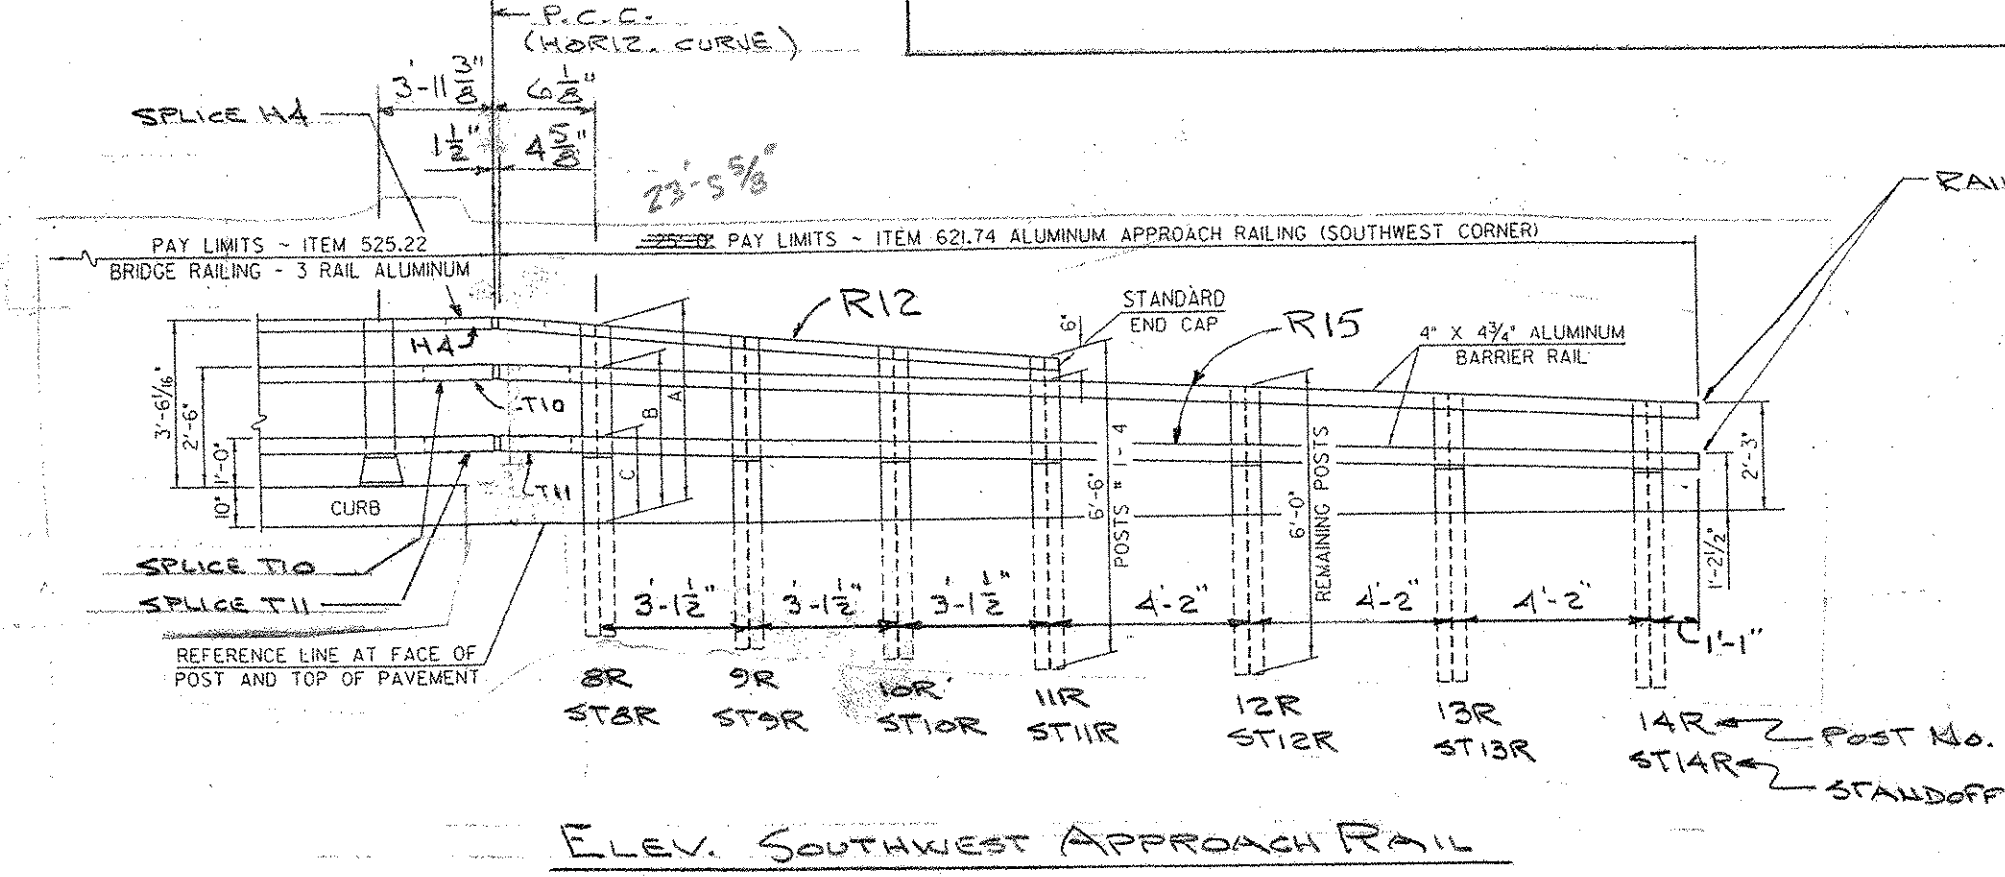 P.C.C.
(HORIZ. CURVE)
3'-11 3/8"
6 1/8"
SPLICE H4
1 1/2"
4 5/8"
23'-5 5/8"
RAIL
PAY LIMITS ~ ITEM 525.22
BRIDGE RAILING - 3 RAIL ALUMINUM
25'-0" PAY LIMITS ~ ITEM 621.74 ALUMINUM APPROACH RAILING (SOUTHWEST CORNER)
R12
STANDARD
END CAP
6"
R15
4" X 4 3/4" ALUMINUM
BARRIER RAIL
H4
3'-6 1/16"
2'-6"
1'-0"
10"
T10
T11
A
B
C
CURB
6'-6"
POSTS # 1 - 4
6'-0"
REMAINING POSTS
2'-3"
1'-2 1/2"
SPLICE T10
SPLICE T11
3'-1 1/2"
3'-1 1/2"
3'-1 1/2"
4'-2"
4'-2"
4'-2"
1'-1"
REFERENCE LINE AT FACE OF
POST AND TOP OF PAVEMENT
8R
ST8R
9R
ST9R
10R
ST10R
11R
ST11R
12R
ST12R
13R
ST13R
14R
ST14R
POST NO.
STANDOFF
ELEV. SOUTHWEST APPROACH RAIL